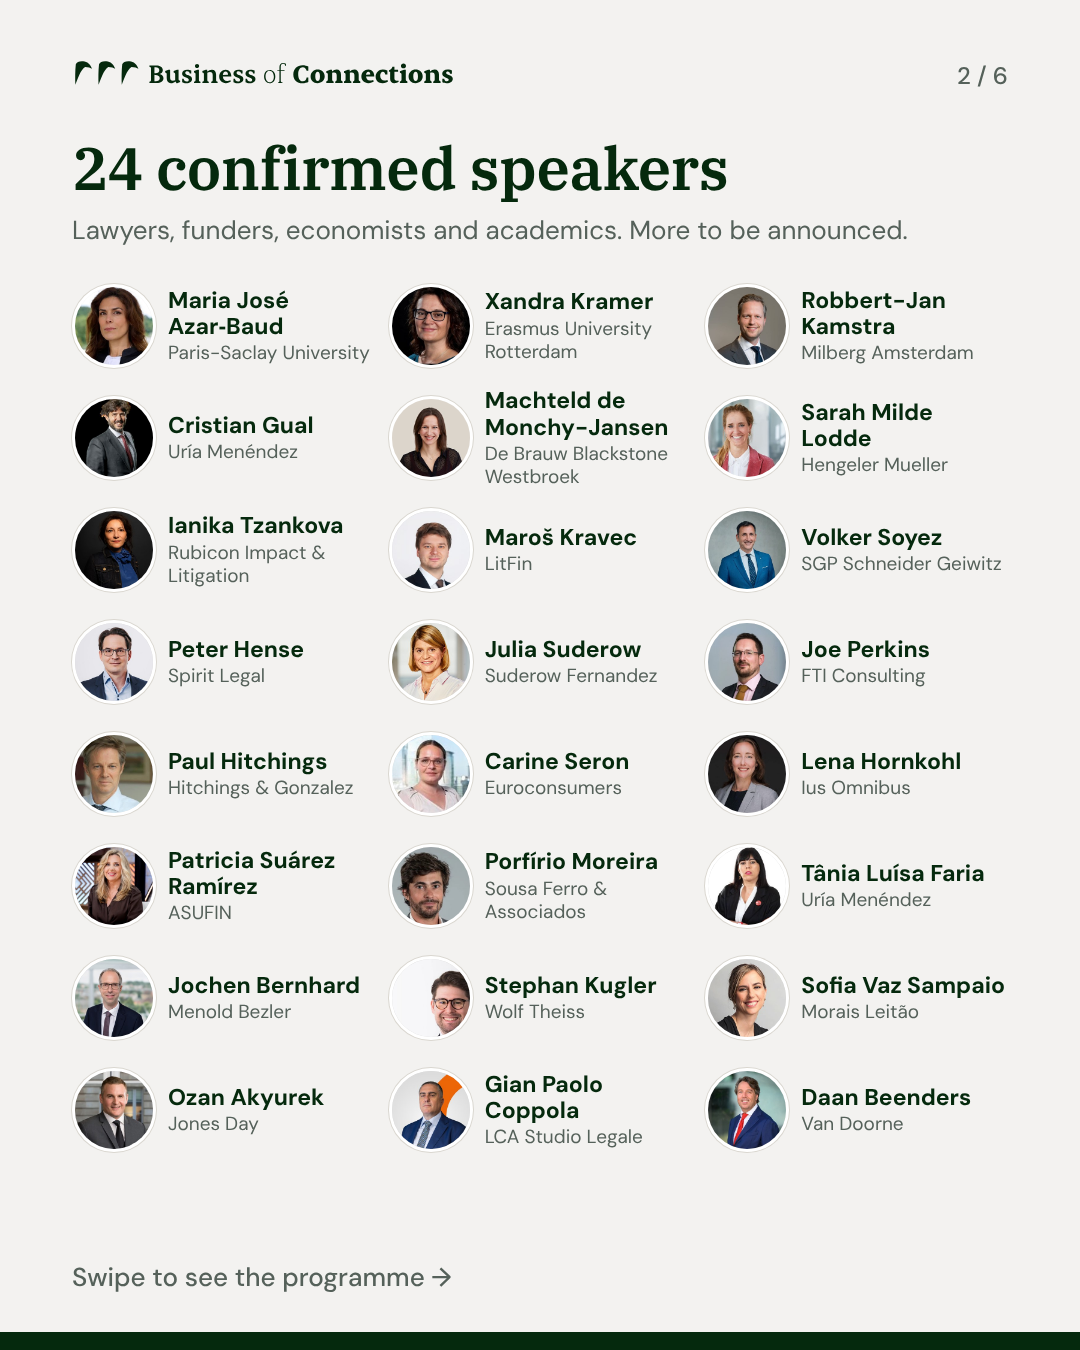 Business of Connections
2 / 6
24 confirmed speakers
Lawyers, funders, economists and academics. More to be announced.
Maria José
Azar-Baud
Paris-Saclay University
Xandra Kramer
Erasmus University
Rotterdam
Robbert-Jan
Kamstra
Milberg Amsterdam
Cristian Gual
Uría Menéndez
Machteld de
Monchy-Jansen
De Brauw Blackstone
Westbroek
Sarah Milde
Lodde
Hengeler Mueller
Ianika Tzankova
Rubicon Impact &
Litigation
Maroš Kravec
LitFin
Volker Soyez
SGP Schneider Geiwitz
Peter Hense
Spirit Legal
Julia Suderow
Suderow Fernandez
Joe Perkins
FTI Consulting
Paul Hitchings
Hitchings & Gonzalez
Carine Seron
Euroconsumers
Lena Hornkohl
Ius Omnibus
Patricia Suárez
Ramírez
ASUFIN
Porfírio Moreira
Sousa Ferro &
Associados
Tânia Luísa Faria
Uría Menéndez
Jochen Bernhard
Menold Bezler
Stephan Kugler
Wolf Theiss
Sofia Vaz Sampaio
Morais Leitão
Ozan Akyurek
Jones Day
Gian Paolo
Coppola
LCA Studio Legale
Daan Beenders
Van Doorne
Swipe to see the programme →